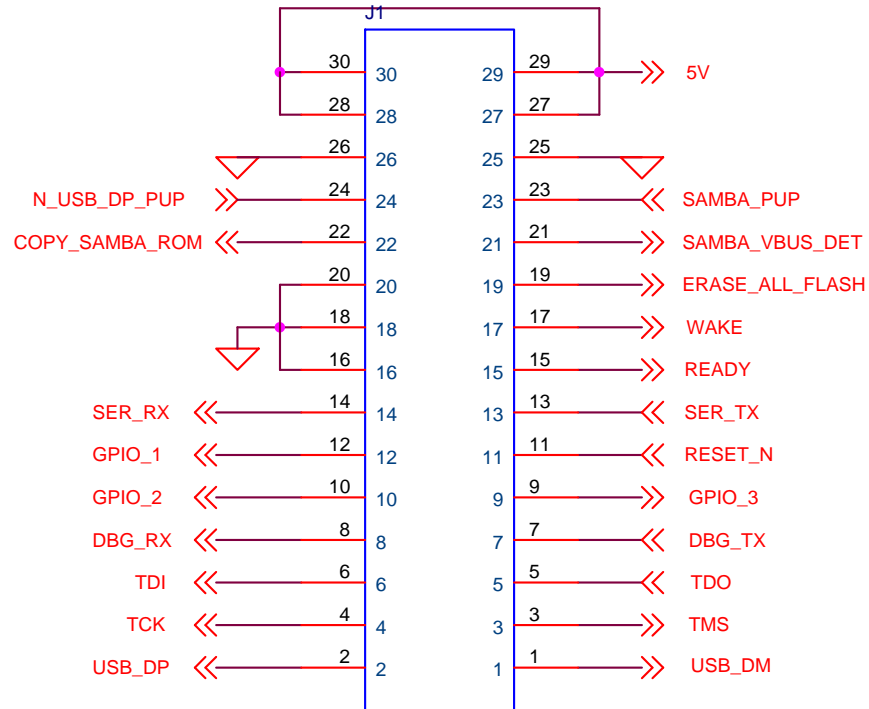 J1
30 30 29 29 5V
28 28 27 27
26 26 25 25
N_USB_DP_PUP 24 24 23 23 SAMBA_PUP
COPY_SAMBA_ROM 22 22 21 21 SAMBA_VBUS_DET
20 20 19 19 ERASE_ALL_FLASH
18 18 17 17 WAKE
16 16 15 15 READY
SER_RX 14 14 13 13 SER_TX
GPIO_1 12 12 11 11 RESET_N
GPIO_2 10 10 9 9 GPIO_3
DBG_RX 8 8 7 7 DBG_TX
TDI 6 6 5 5 TDO
TCK 4 4 3 3 TMS
USB_DP 2 2 1 1 USB_DM